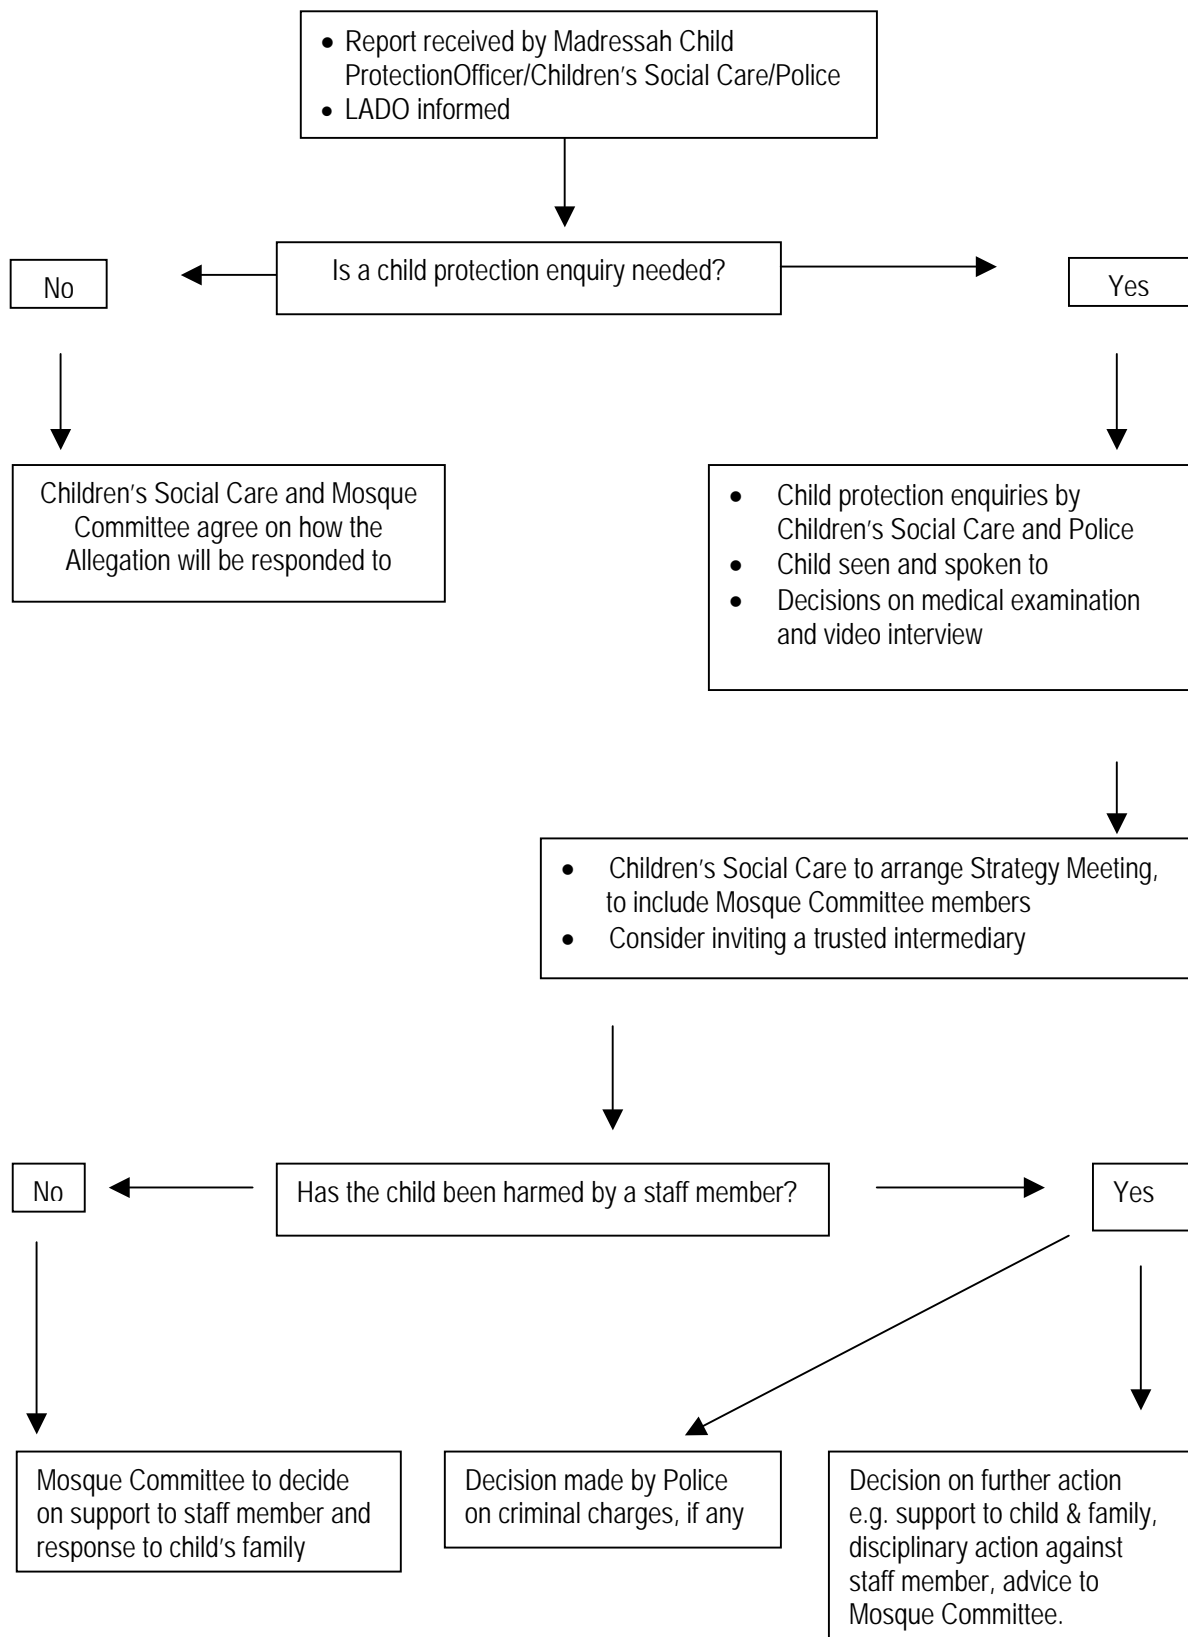 • Report received by Madressah Child
ProtectionOfficer/Children's Social Care/Police
• LADO informed
Is a child protection enquiry needed?
No
Yes
Children's Social Care and Mosque
Committee agree on how the
Allegation will be responded to
• Child protection enquiries by
Children's Social Care and Police
• Child seen and spoken to
• Decisions on medical examination
and video interview
• Children's Social Care to arrange Strategy Meeting,
to include Mosque Committee members
• Consider inviting a trusted intermediary
No
Has the child been harmed by a staff member?
Yes
Mosque Committee to decide
on support to staff member and
response to child's family
Decision made by Police
on criminal charges, if any
Decision on further action
e.g. support to child & family,
disciplinary action against
staff member, advice to
Mosque Committee.